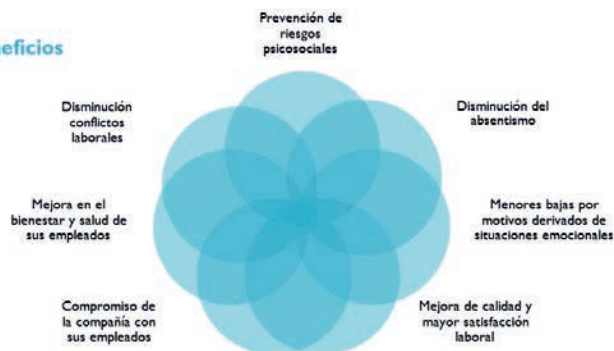 neficios
Prevención de
riesgos
psicosociales
Disminución
conflictos
laborales
Disminución del
absentismo
Mejora en el
bienestar y salud de
sus empleados
Menores bajas por
motivos derivados de
situaciones emocionales
Compromiso de
la compañía con
sus empleados
Mejora de calidad y
mayor satisfacción
laboral